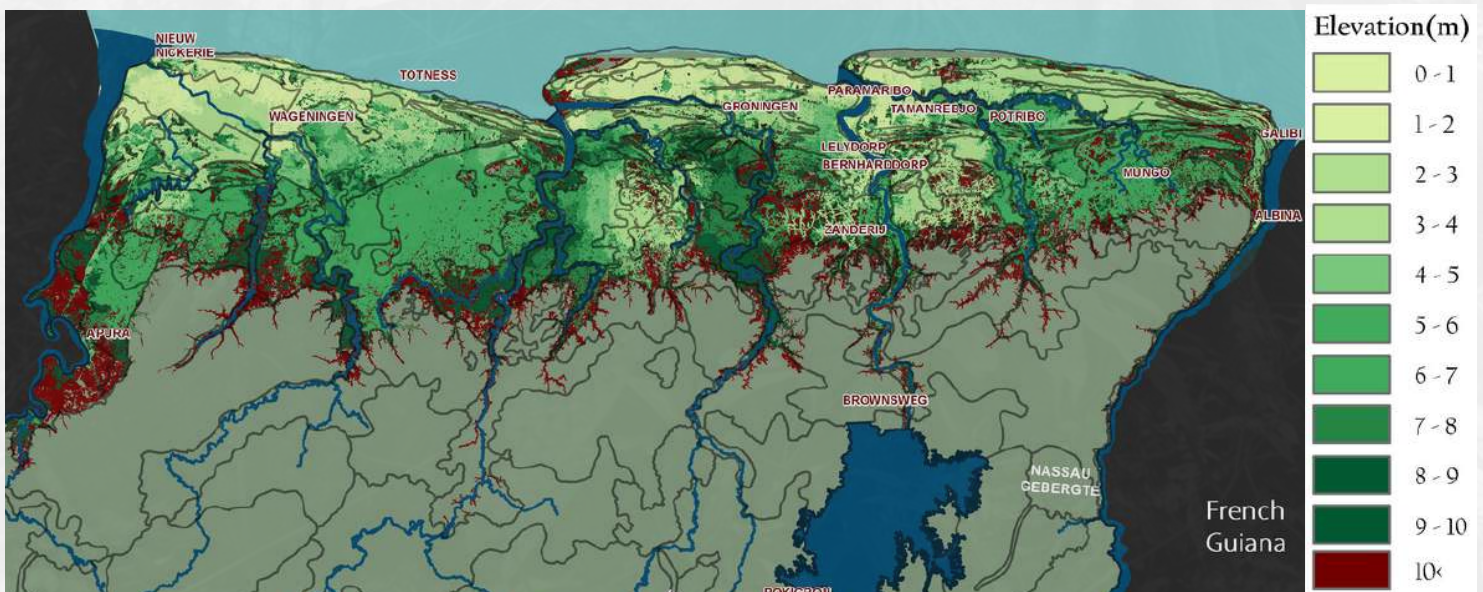 NIEUW
NICKERIE
TOTNESS
WAGENINGEN
GRONINGEN
PARAMARIBO
TAMANREDJO
POTRIBO
LELYDORP
BERNHARDDORP
GALIBI
MUNGO
ALBINA
ZANDERIJ
APURA
BROWNSWEG
NASSAU
GEBERGTE
French
Guiana
Elevation(m)
0 - 1
1 - 2
2 - 3
3 - 4
4 - 5
5 - 6
6 - 7
7 - 8
8 - 9
9 - 10
10<